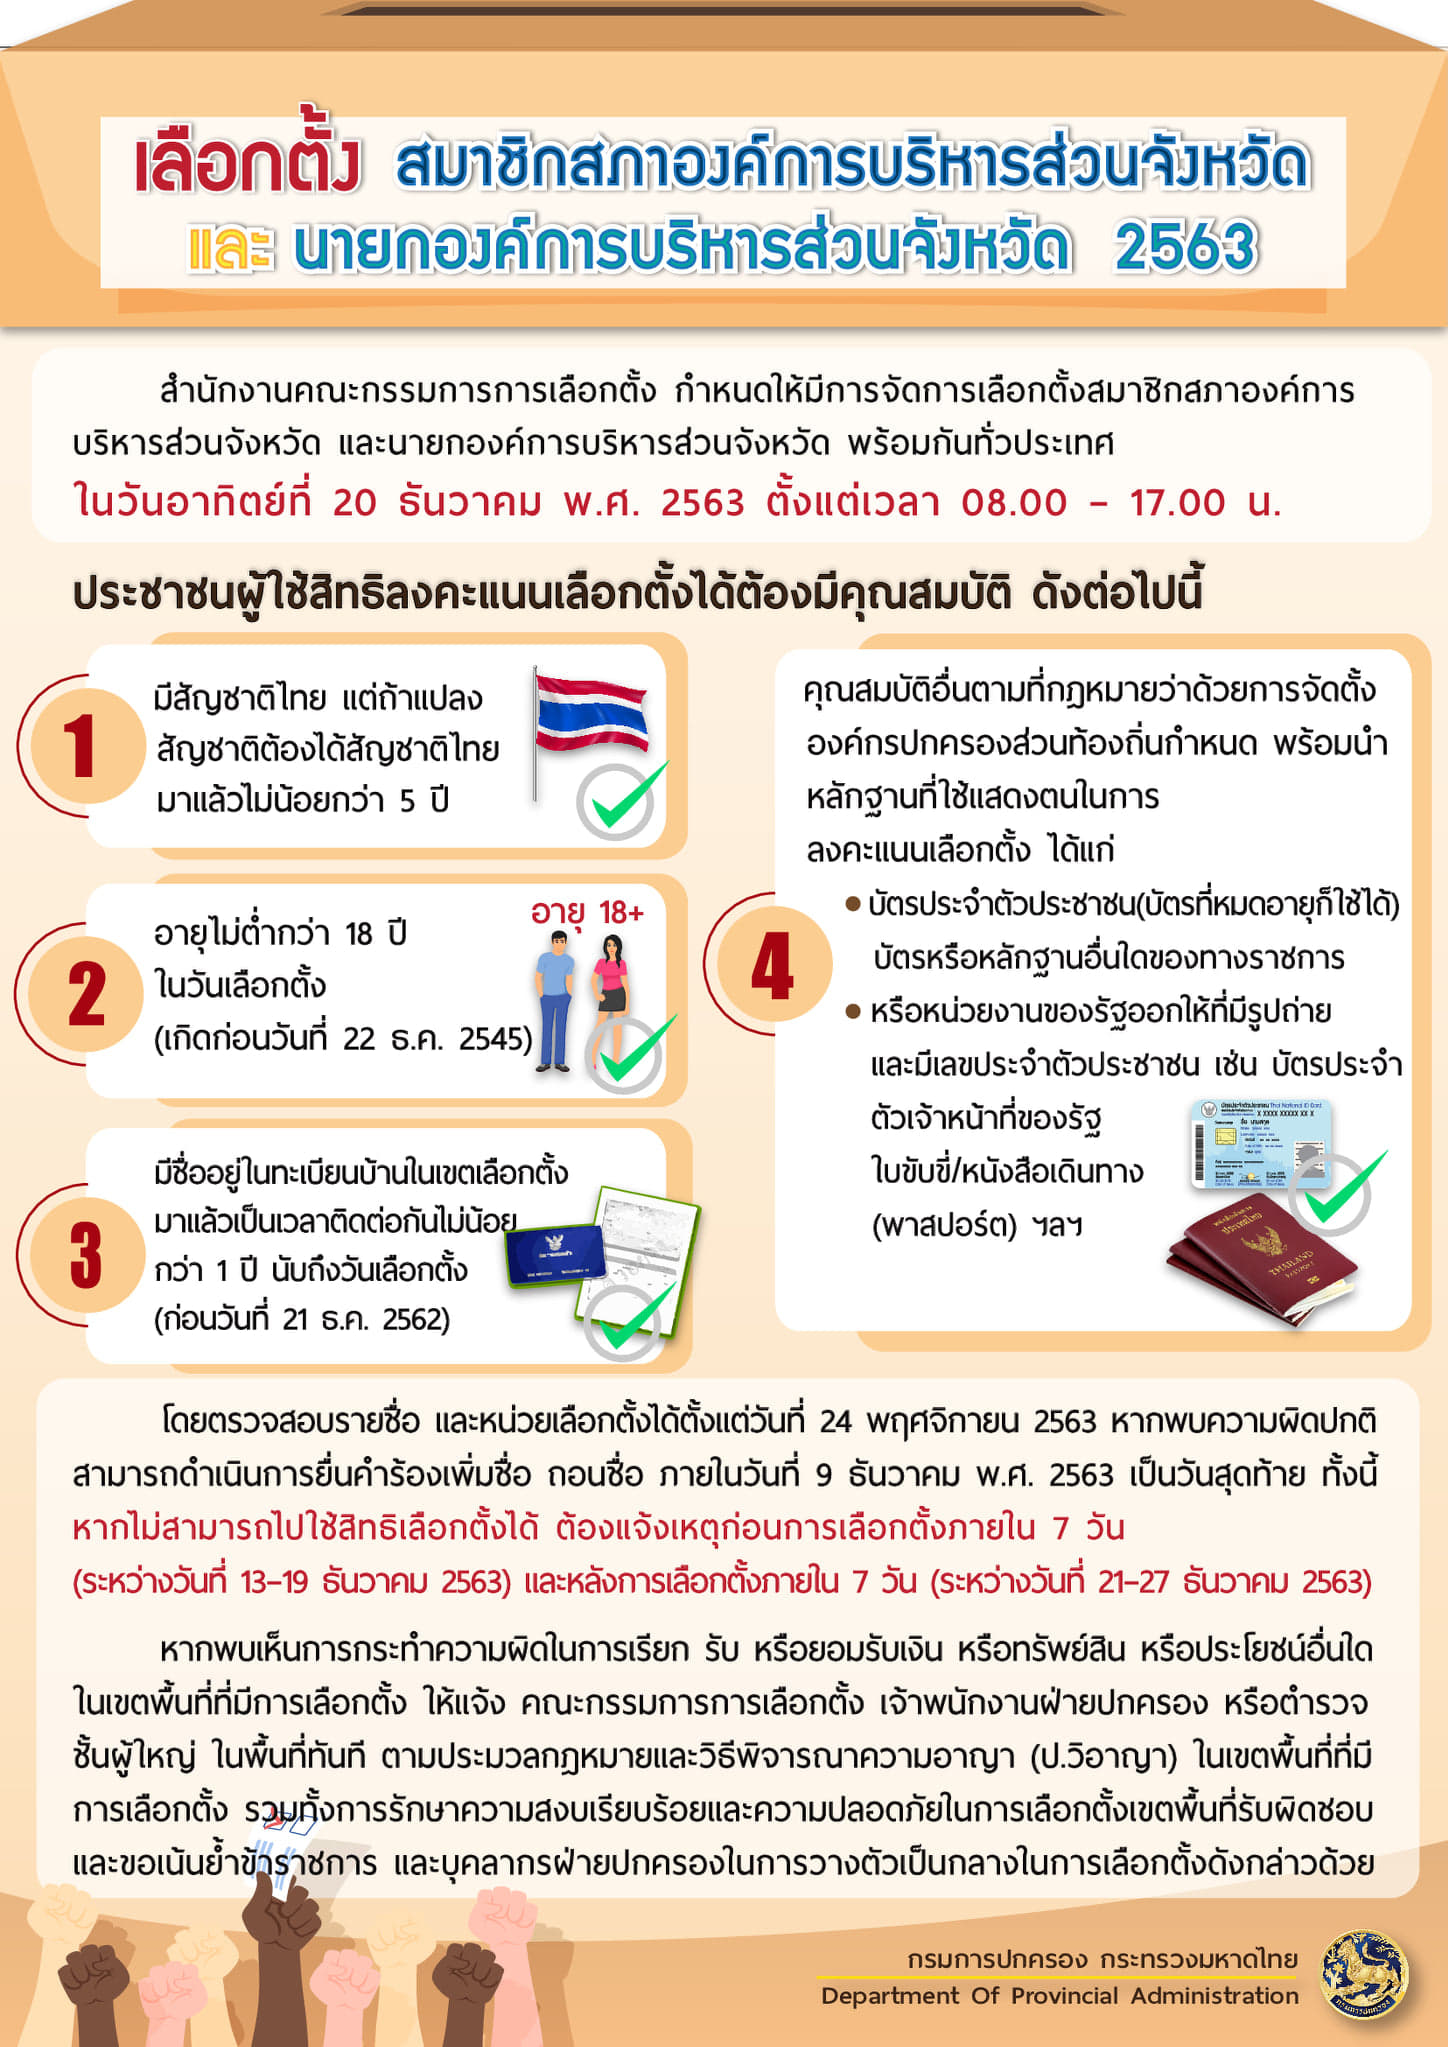 เลือกตั้ง สมาชิกสภาองค์การบริหารส่วนจังหวัด
และ นายกองค์การบริหารส่วนจังหวัด 2563
สำนักงานคณะกรรมการการเลือกตั้ง กำหนดให้มีการจัดการเลือกตั้งสมาชิกสภาองค์การ
บริหารส่วนจังหวัด และนายกองค์การบริหารส่วนจังหวัด พร้อมกันทั่วประเทศ
ในวันอาทิตย์ที่ 20 ธันวาคม พ.ศ. 2563 ตั้งแต่เวลา 08.00 – 17.00 น.
ประชาชนผู้ใช้สิทธิลงคะแนนเลือกตั้งได้ต้องมีคุณสมบัติ ดังต่อไปนี้
1
มีสัญชาติไทย แต่ถ้าแปลง
สัญชาติต้องได้สัญชาติไทย
มาแล้วไม่น้อยกว่า 5 ปี
2
อายุไม่ต่ำกว่า 18 ปี
ในวันเลือกตั้ง
(เกิดก่อนวันที่ 22 ธ.ค. 2545)
อายุ 18+
3
มีชื่ออยู่ในทะเบียนบ้านในเขตเลือกตั้ง
มาแล้วเป็นเวลาติดต่อกันไม่น้อย
กว่า 1 ปี นับถึงวันเลือกตั้ง
(ก่อนวันที่ 21 ธ.ค. 2562)
4
คุณสมบัติอื่นตามที่กฎหมายว่าด้วยการจัดตั้ง
องค์กรปกครองส่วนท้องถิ่นกำหนด พร้อมนำ
หลักฐานที่ใช้แสดงตนในการ
ลงคะแนนเลือกตั้ง ได้แก่
• บัตรประจำตัวประชาชน(บัตรที่หมดอายุก็ใช้ได้)
บัตรหรือหลักฐานอื่นใดของทางราชการ
• หรือหน่วยงานของรัฐออกให้ที่มีรูปถ่าย
และมีเลขประจำตัวประชาชน เช่น บัตรประจำ
ตัวเจ้าหน้าที่ของรัฐ
ใบขับขี่/หนังสือเดินทาง
(พาสปอร์ต) ฯลฯ
บัตรประจำตัวประชาชน Thai National ID Card
X XXXX XXXXX XX X
ประเทศไทย
THAILAND
PASSPORT
โดยตรวจสอบรายชื่อ และหน่วยเลือกตั้งได้ตั้งแต่วันที่ 24 พฤศจิกายน 2563 หากพบความผิดปกติ
สามารถดำเนินการยื่นคำร้องเพิ่มชื่อ ถอนชื่อ ภายในวันที่ 9 ธันวาคม พ.ศ. 2563 เป็นวันสุดท้าย ทั้งนี้
หากไม่สามารถไปใช้สิทธิเลือกตั้งได้ ต้องแจ้งเหตุก่อนการเลือกตั้งภายใน 7 วัน
(ระหว่างวันที่ 13–19 ธันวาคม 2563) และหลังการเลือกตั้งภายใน 7 วัน (ระหว่างวันที่ 21–27 ธันวาคม 2563)
หากพบเห็นการกระทำความผิดในการเรียก รับ หรือยอมรับเงิน หรือทรัพย์สิน หรือประโยชน์อื่นใด
ในเขตพื้นที่ที่มีการเลือกตั้ง ให้แจ้ง คณะกรรมการการเลือกตั้ง เจ้าพนักงานฝ่ายปกครอง หรือตำรวจ
ชั้นผู้ใหญ่ ในพื้นที่ทันที ตามประมวลกฎหมายและวิธีพิจารณาความอาญา (ป.วิอาญา) ในเขตพื้นที่ที่มี
การเลือกตั้ง รวมทั้งการรักษาความสงบเรียบร้อยและความปลอดภัยในการเลือกตั้งเขตพื้นที่รับผิดชอบ
และขอเน้นย้ำข้าราชการ และบุคลากรฝ่ายปกครองในการวางตัวเป็นกลางในการเลือกตั้งดังกล่าวด้วย
กรมการปกครอง กระทรวงมหาดไทย
Department Of Provincial Administration
กรมการปกครอง